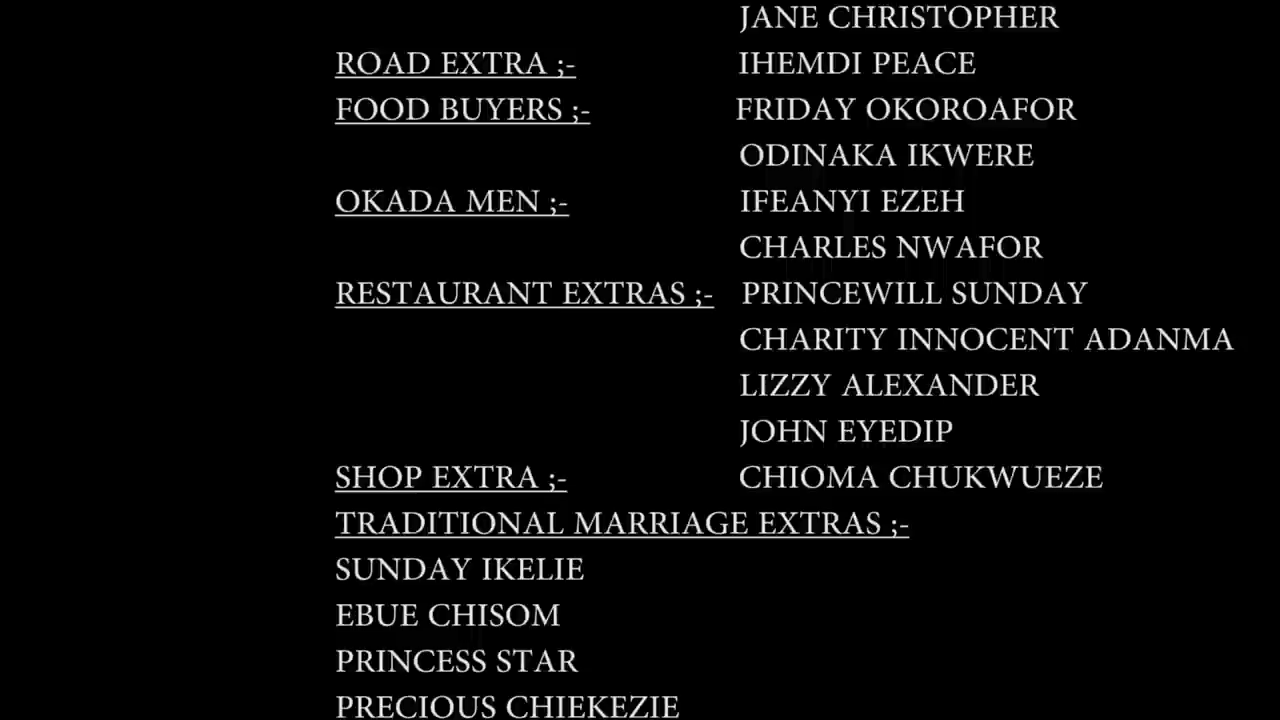 JANE CHRISTOPHER
ROAD EXTRA ;- IHEMDI PEACE
FOOD BUYERS ;- FRIDAY OKOROAFOR
ODINAKA IKWERE
OKADA MEN ;- IFEANYI EZEH
CHARLES NWAFOR
RESTAURANT EXTRAS ;- PRINCEWILL SUNDAY
CHARITY INNOCENT ADANMA
LIZZY ALEXANDER
JOHN EYEDIP
SHOP EXTRA ;- CHIOMA CHUKWUEZE
TRADITIONAL MARRIAGE EXTRAS ;-
SUNDAY IKELIE
EBUE CHISOM
PRINCESS STAR
PRECIOUS CHIEKEZIE